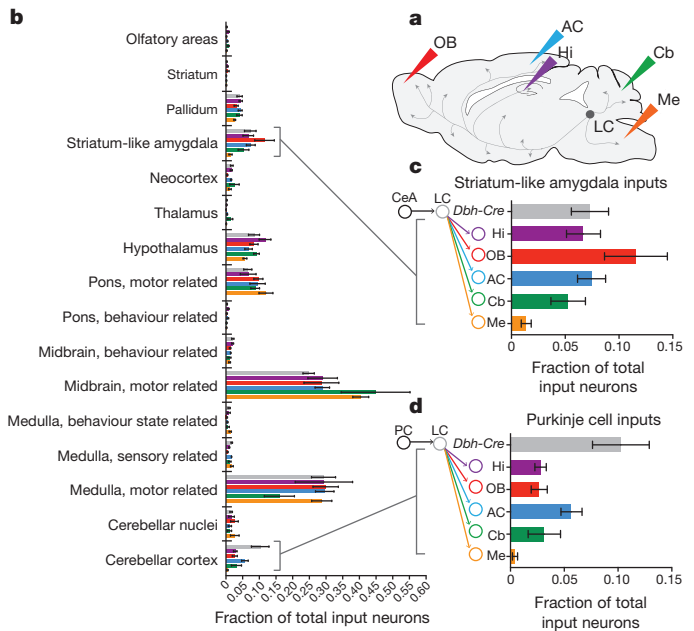 b
Olfactory areas
Striatum
Pallidum
Striatum-like amygdala
Neocortex
Thalamus
Hypothalamus
Pons, motor related
Pons, behaviour related
Midbrain, behaviour related
Midbrain, motor related
Medulla, behaviour state related
Medulla, sensory related
Medulla, motor related
Cerebellar nuclei
Cerebellar cortex
0 0.05 0.10 0.15 0.20 0.25 0.30 0.35 0.40 0.45 0.50 0.55 0.60
Fraction of total input neurons
a
OB
AC
Hi
Cb
Me
LC
c
Striatum-like amygdala inputs
CeA LC Dbh-Cre
Hi
OB
AC
Cb
Me
0 0.05 0.10 0.15
Fraction of total
input neurons
d
Purkinje cell inputs
PC LC Dbh-Cre
Hi
OB
AC
Cb
Me
0 0.05 0.10 0.15
Fraction of total
input neurons